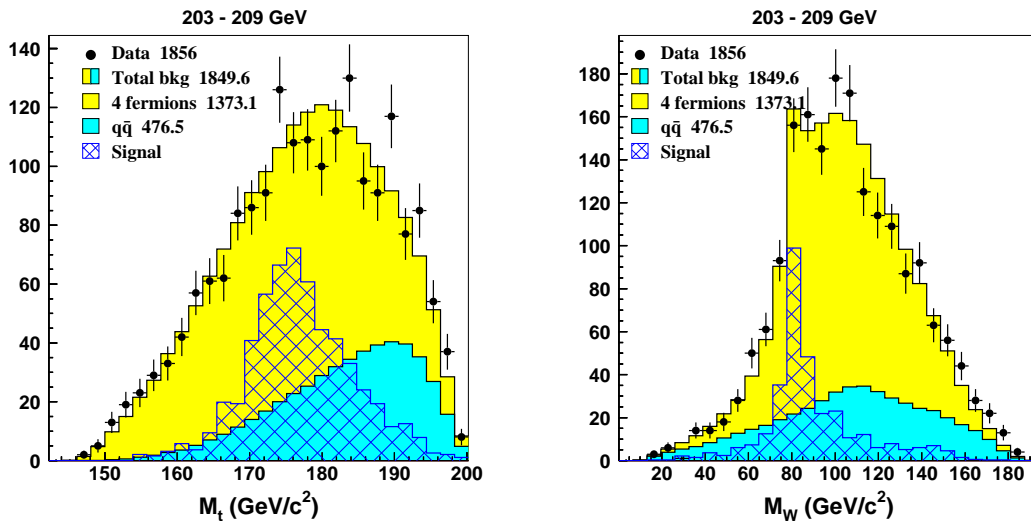 203 - 209 GeV
Data 1856
Total bkg 1849.6
4 fermions 1373.1
qq̄ 476.5
Signal
140
120
100
80
60
40
20
0
150 160 170 180 190 200
M_t (GeV/c²)
203 - 209 GeV
Data 1856
Total bkg 1849.6
4 fermions 1373.1
qq̄ 476.5
Signal
180
160
140
120
100
80
60
40
20
0
20 40 60 80 100 120 140 160 180
M_W (GeV/c²)